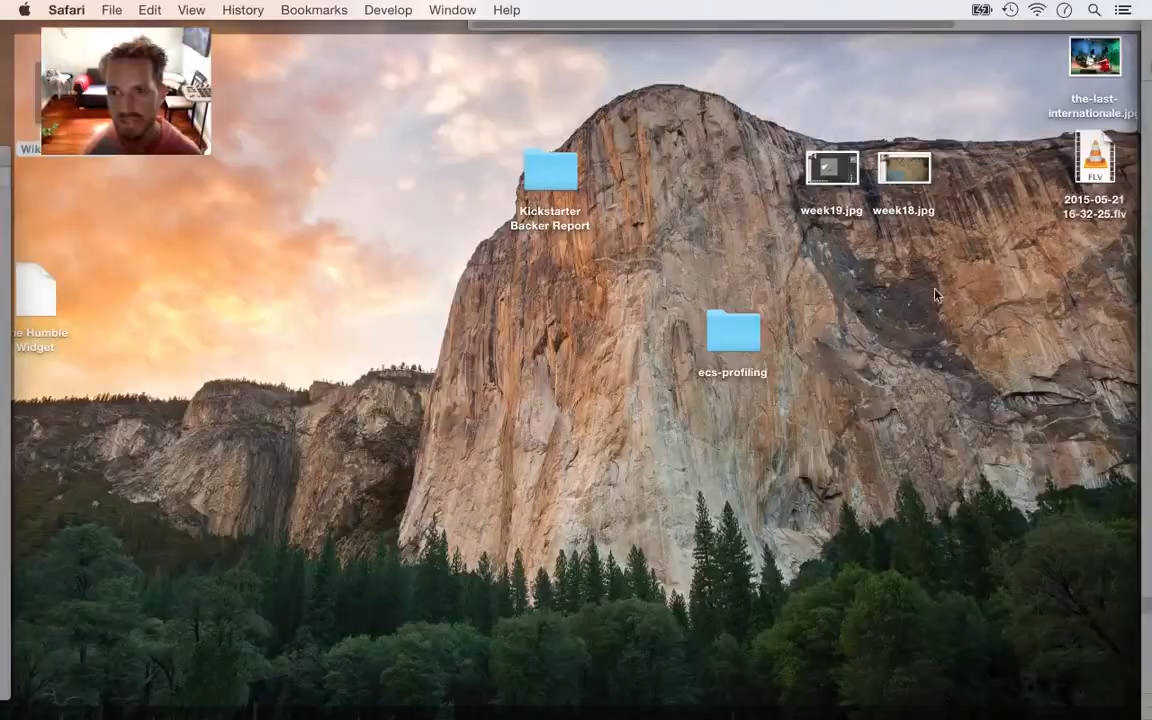 Safari File Edit View History Bookmarks Develop Window Help
the-last-
internationale.jpg
Wik
Kickstarter
Backer Report
week19.jpg
week18.jpg
FLV
2015-05-21
16-32-25.flv
e Humble
Widget
ecs-profiling